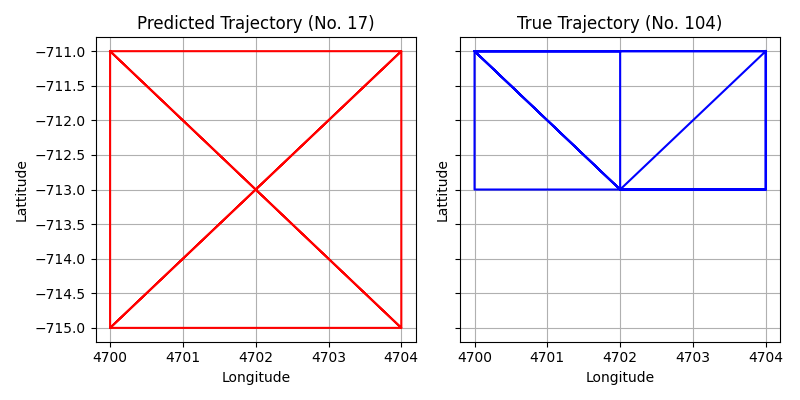 Predicted Trajectory (No. 17)
True Trajectory (No. 104)
Lattitude
−711.0
−711.5
−712.0
−712.5
−713.0
−713.5
−714.0
−714.5
−715.0
4700 4701 4702 4703 4704
Longitude
Lattitude
4700 4701 4702 4703 4704
Longitude